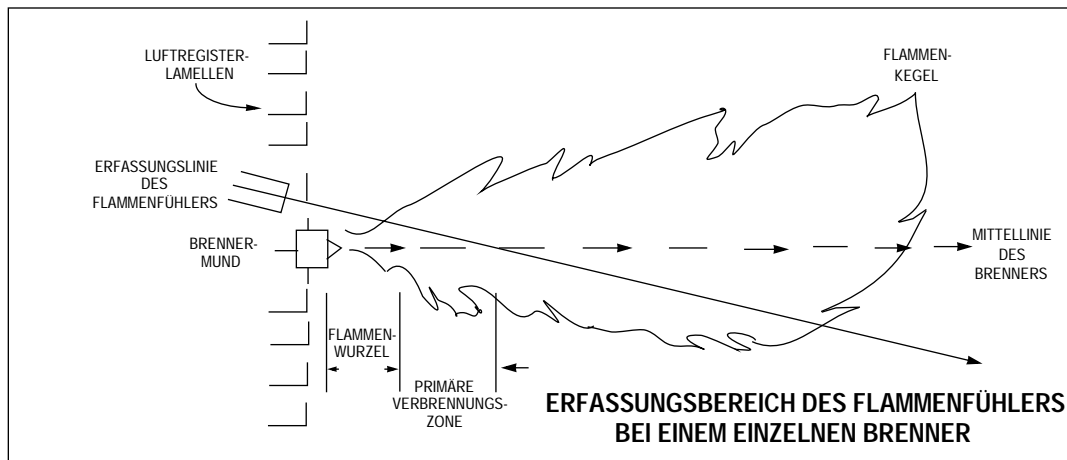 LUFTREGISTER-
LAMELLEN
FLAMMEN-
KEGEL
ERFASSUNGSLINIE
DES
FLAMMENFÜHLERS
BRENNER-
MUND
MITTELLINIE
DES
BRENNERS
FLAMMEN-
WURZEL
PRIMÄRE
VERBRENNUNGS-
ZONE
ERFASSUNGSBEREICH DES FLAMMENFÜHLERS
BEI EINEM EINZELNEN BRENNER